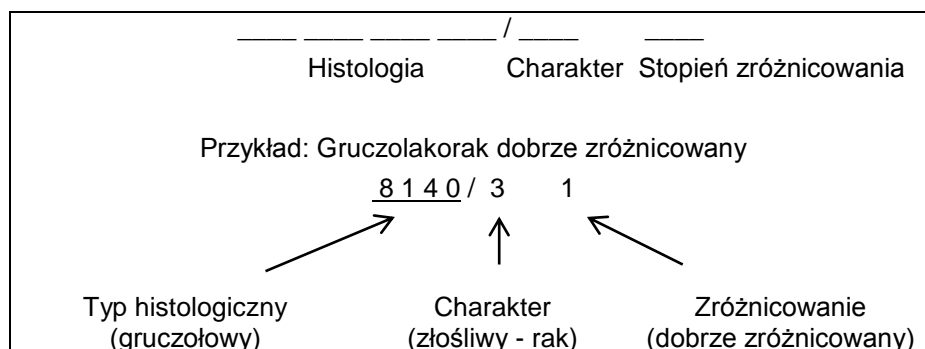 ____ ____ ____ ____ / ____ ____
Histologia Charakter Stopień zróżnicowania
Przykład: Gruczolakorak dobrze zróżnicowany
8 1 4 0 / 3 1
Typ histologiczny Charakter Zróżnicowanie
(gruczołowy) (złośliwy - rak) (dobrze zróżnicowany)